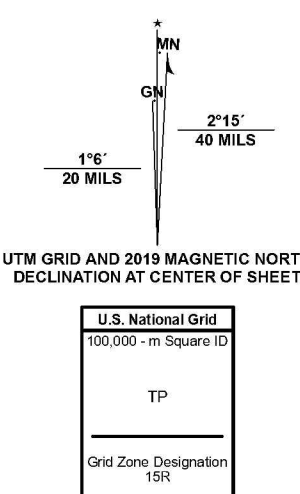 MN
GN
2°15´
40 MILS
1°6´
20 MILS
UTM GRID AND 2019 MAGNETIC NORT
DECLINATION AT CENTER OF SHEET
U.S. National Grid
100,000 - m Square ID
TP
Grid Zone Designation
15R